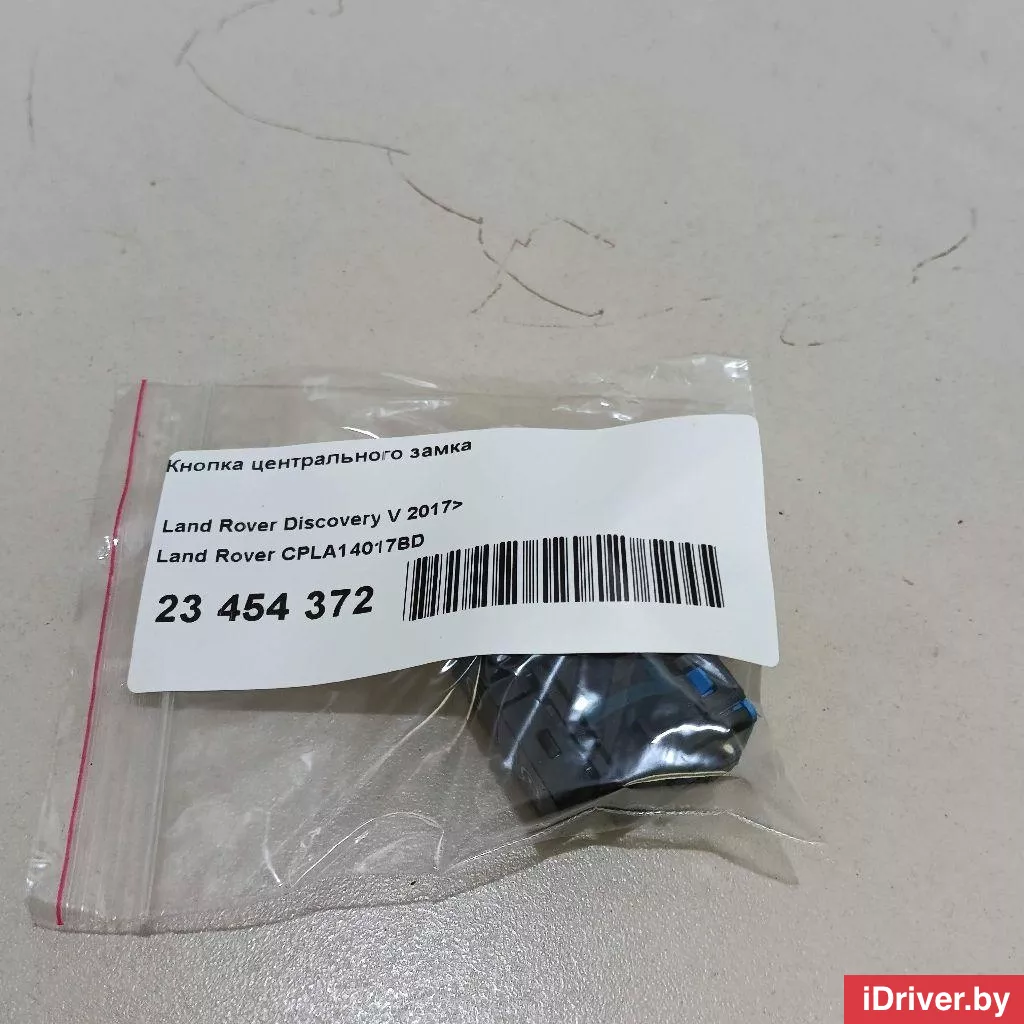 Кнопка центрального замка
Land Rover Discovery V 2017>
Land Rover CPLA14017BD
23 454 372
iDriver.by